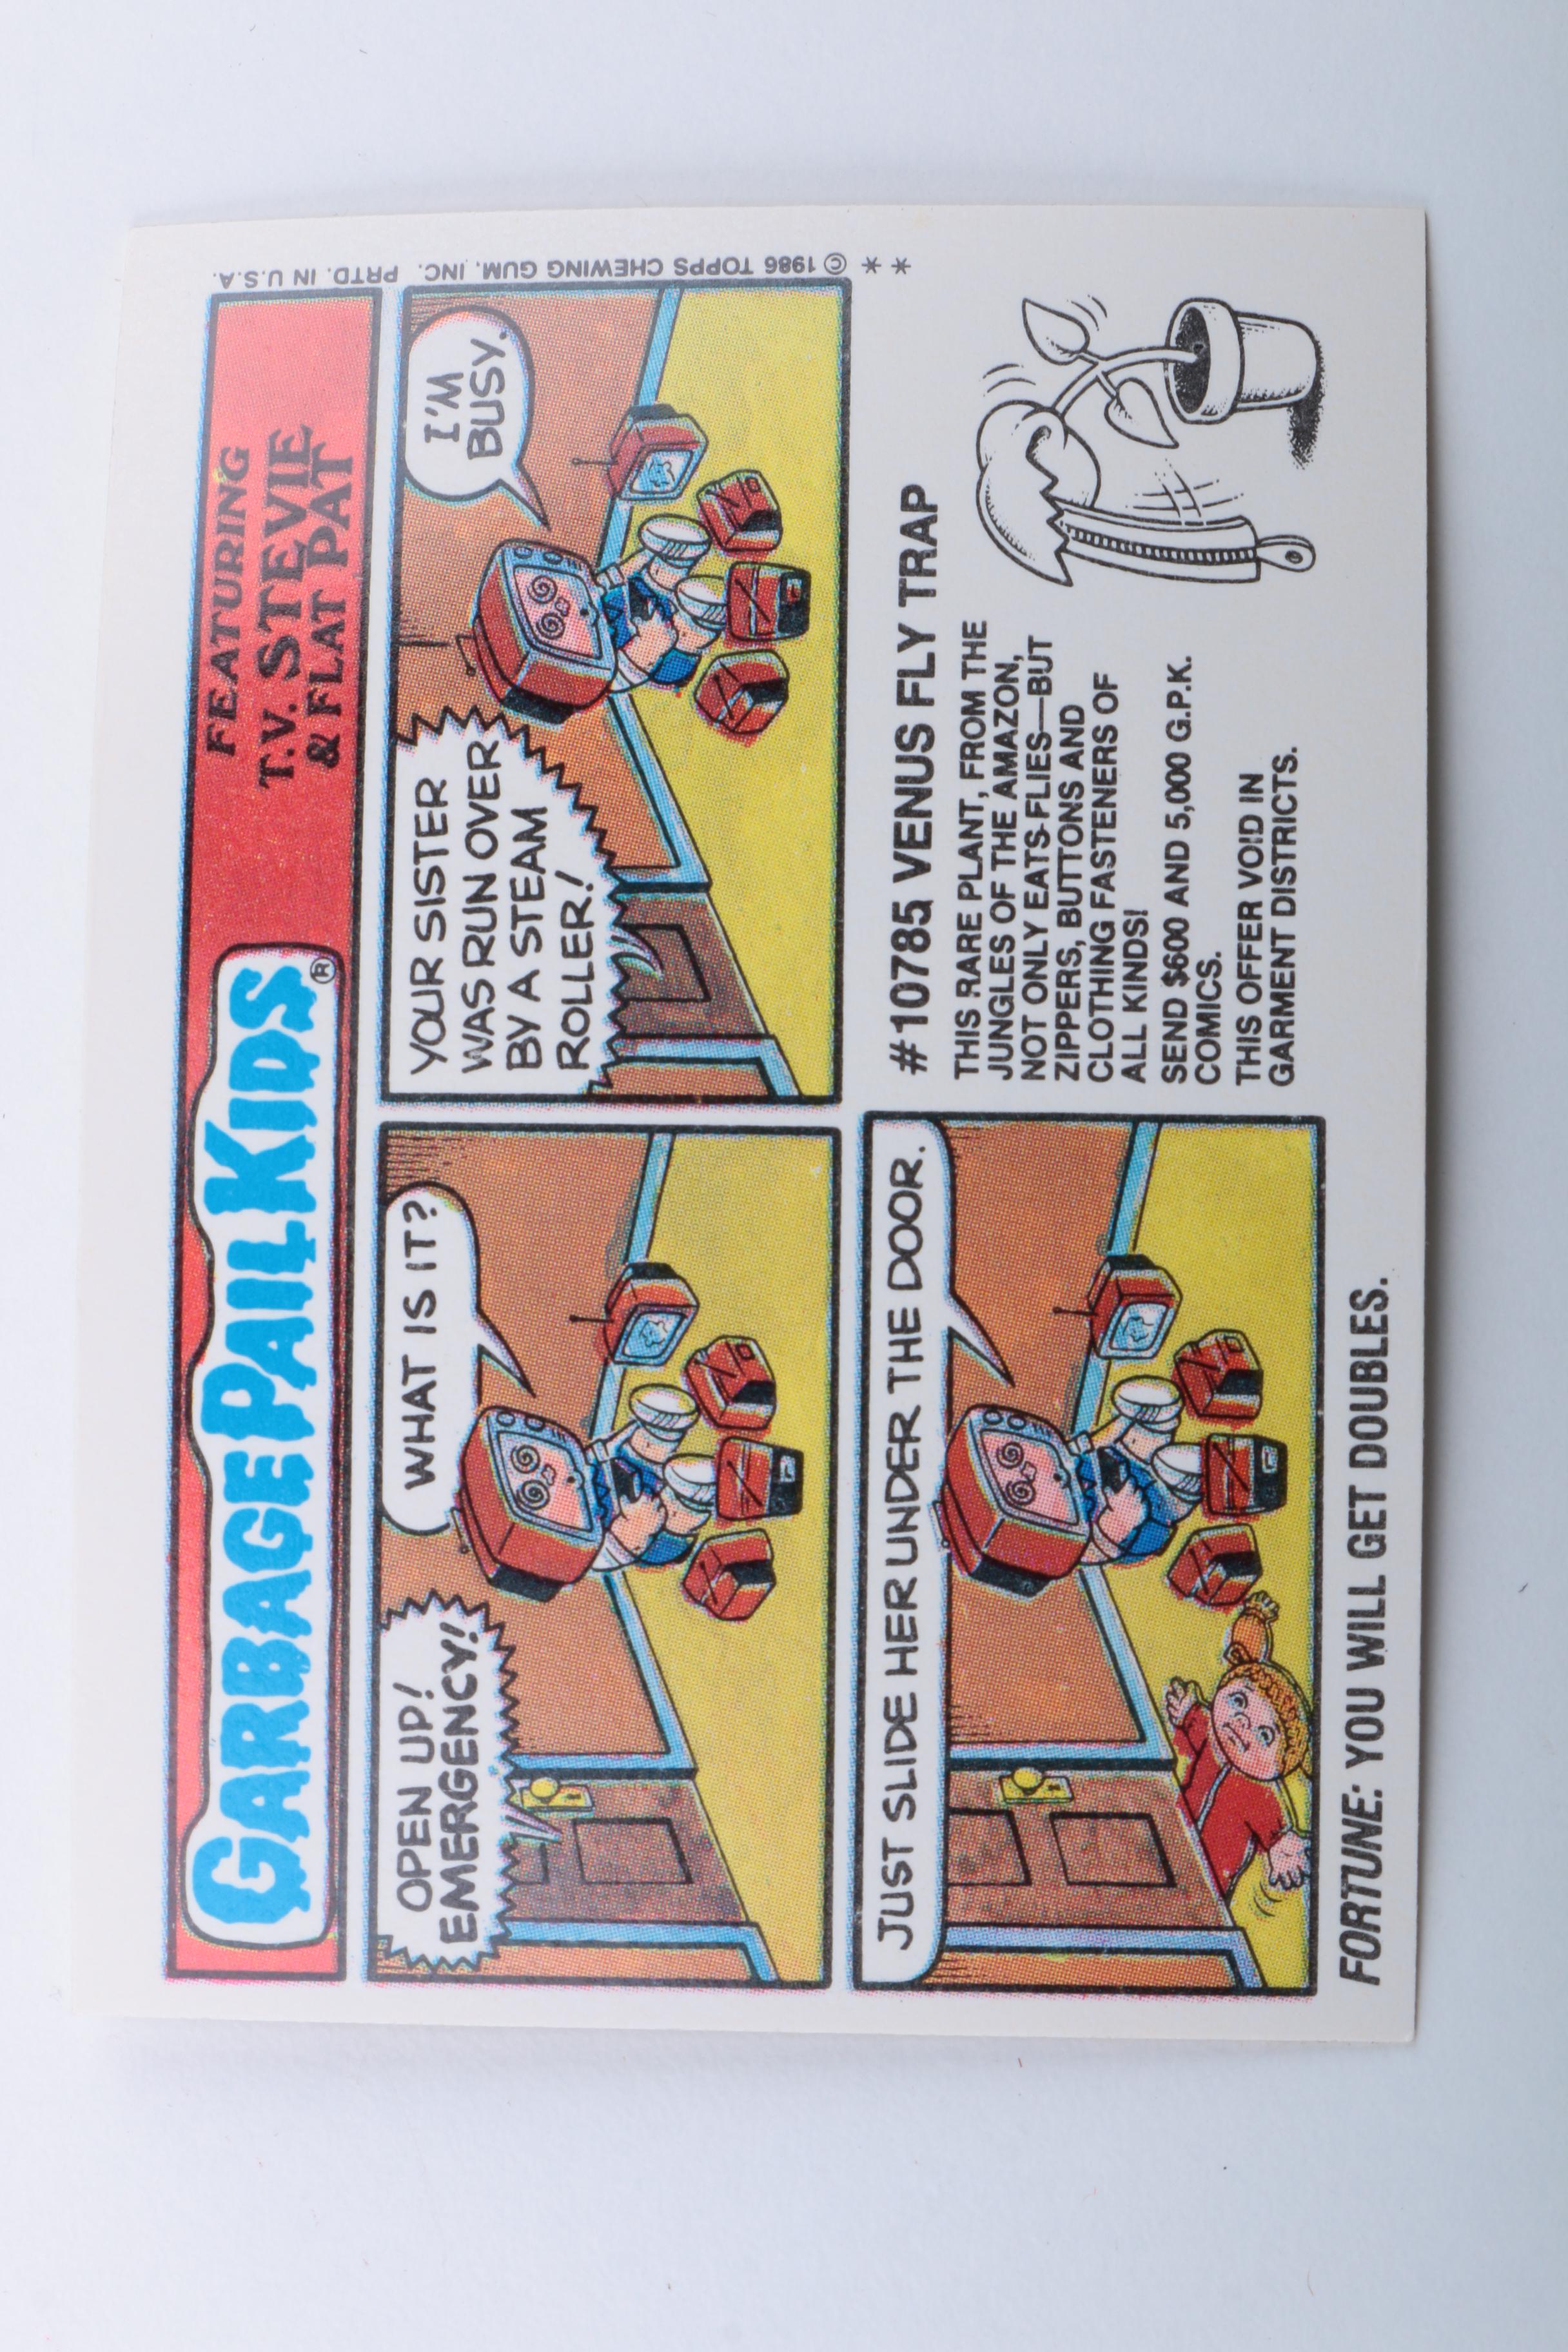 GARBAGE PAIL KIDS®
FEATURING
T.V. STEVIE
& FLAT PAT
OPEN UP!
EMERGENCY!
WHAT IS IT?
YOUR SISTER
WAS RUN OVER
BY A STEAM
ROLLER!
I'M
BUSY.
JUST SLIDE HER UNDER THE DOOR.
#10785 VENUS FLY TRAP
THIS RARE PLANT, FROM THE
JUNGLES OF THE AMAZON,
NOT ONLY EATS FLIES—BUT
ZIPPERS, BUTTONS AND
CLOTHING FASTENERS OF
ALL KINDS!
SEND $600 AND 5,000 G.P.K.
COMICS.
THIS OFFER VOID IN
GARMENT DISTRICTS.
FORTUNE: YOU WILL GET DOUBLES.
** © 1986 TOPPS CHEWING GUM, INC. PRTD. IN U.S.A.